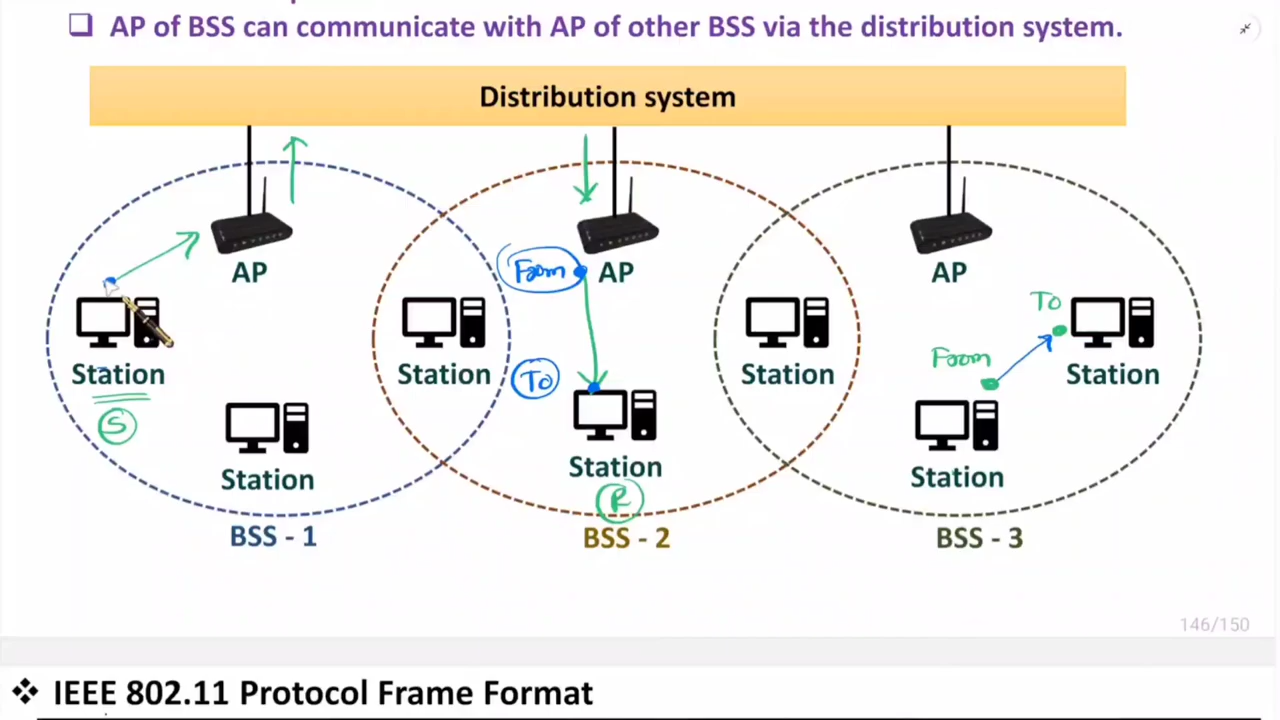 ❑ AP of BSS can communicate with AP of other BSS via the distribution system.
Distribution system
AP
From
AP
AP
To
From
Station
Station
To
Station
Station
S
Station
Station
Station
R
Station
BSS - 1
BSS - 2
BSS - 3
146/150
❖ IEEE 802.11 Protocol Frame Format